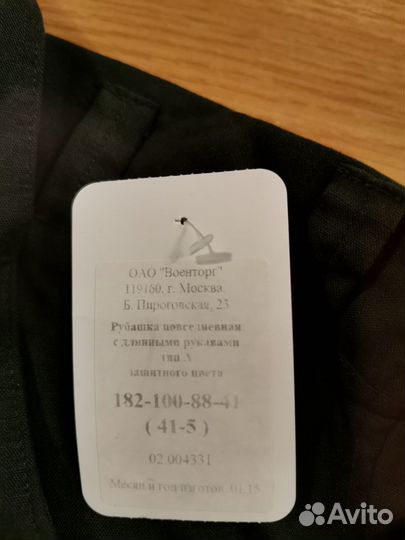 ОАО "Военторг"
119160, г. Москва,
Б. Пироговская, 23
Рубашка повседневная
с длинными рукавами
тип А
защитного цвета
182-100-88-41
( 41-5 )
02.004331
Месяц и год изготов. 01.15
Avito